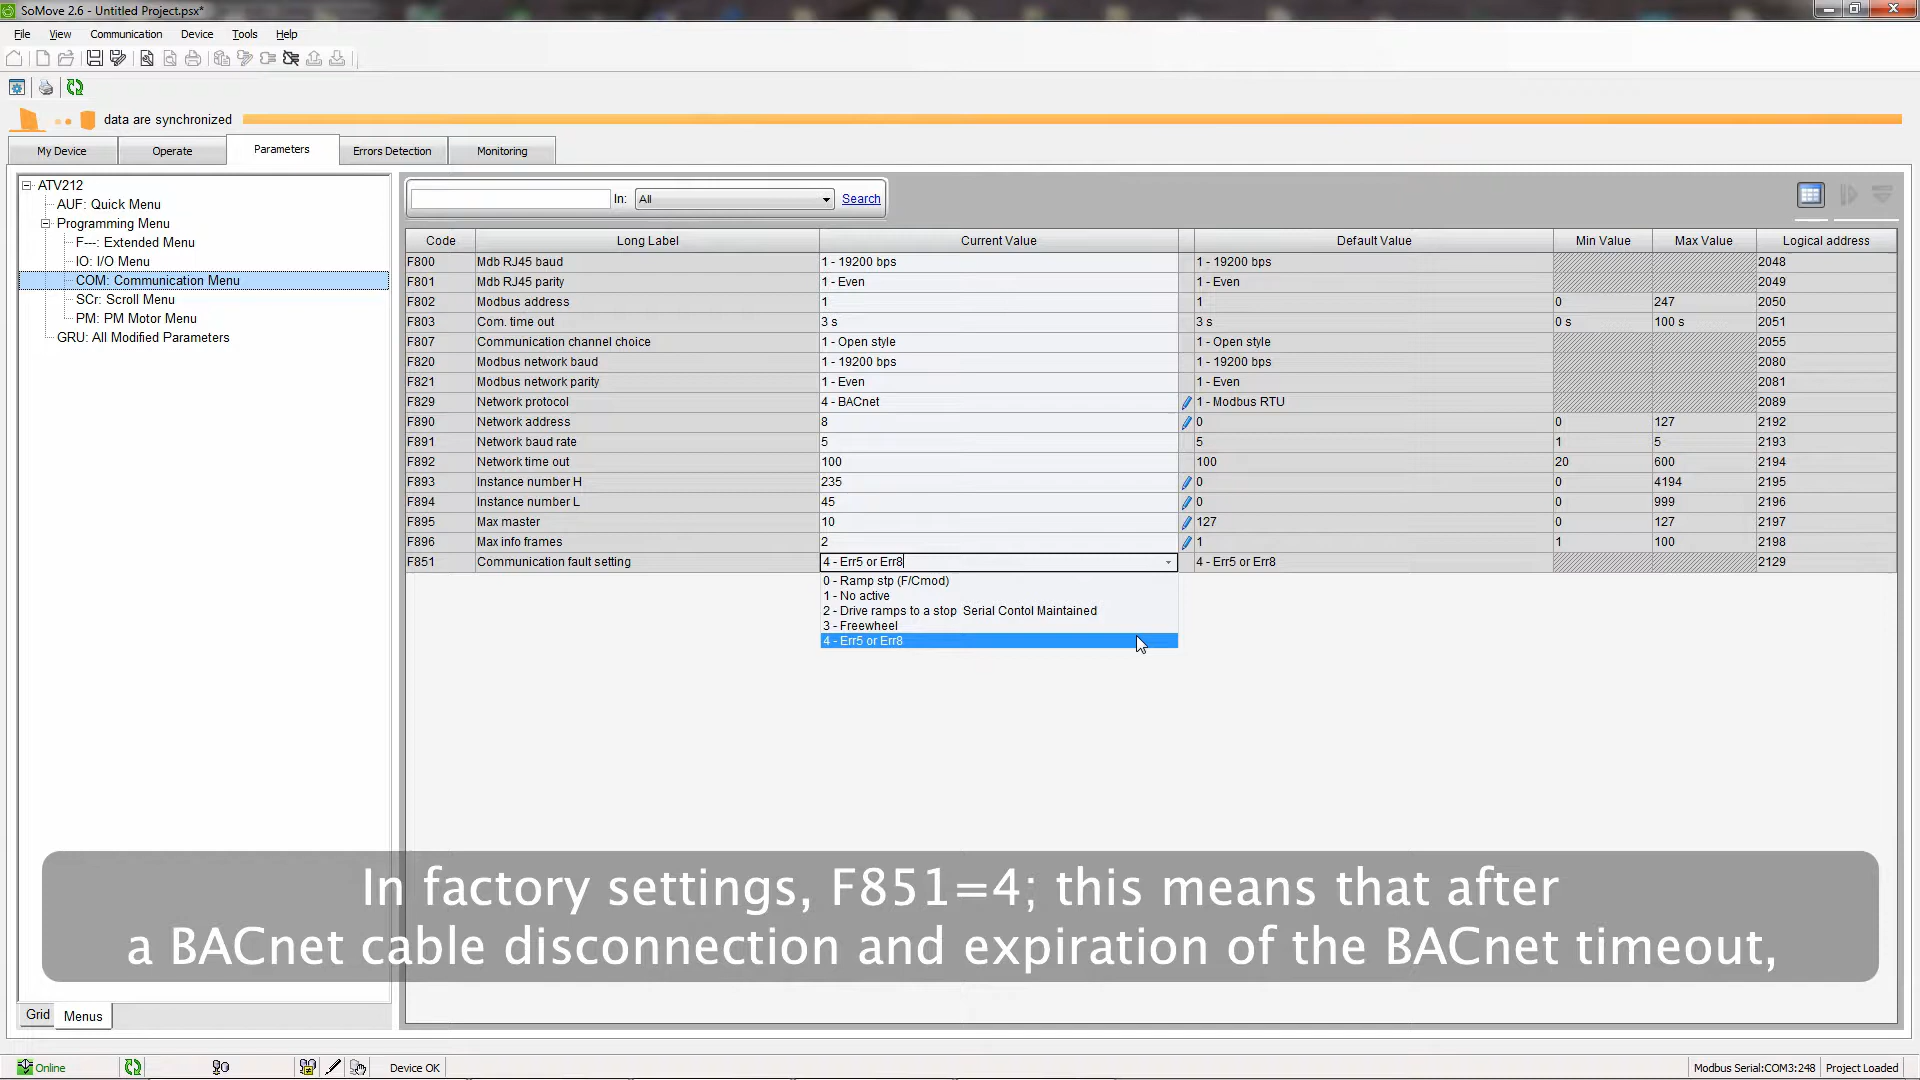 SoMove 2.6 - Untitled Project.psx*
File View Communication Device Tools Help
data are synchronized
My Device Operate Parameters Errors Detection Monitoring
ATV212
AUF: Quick Menu
Programming Menu
F---: Extended Menu
IO: I/O Menu
COM: Communication Menu
SCr: Scroll Menu
PM: PM Motor Menu
GRU: All Modified Parameters
In: All Search
Code Long Label Current Value Default Value Min Value Max Value Logical address
F800 Mdb RJ45 baud 1 - 19200 bps 1 - 19200 bps 2048
F801 Mdb RJ45 parity 1 - Even 1 - Even 2049
F802 Modbus address 1 1 0 247 2050
F803 Com. time out 3 s 3 s 0 s 100 s 2051
F807 Communication channel choice 1 - Open style 1 - Open style 2055
F820 Modbus network baud 1 - 19200 bps 1 - 19200 bps 2080
F821 Modbus network parity 1 - Even 1 - Even 2081
F829 Network protocol 4 - BACnet 1 - Modbus RTU 2089
F890 Network address 8 0 0 127 2192
F891 Network baud rate 5 5 1 5 2193
F892 Network time out 100 100 20 600 2194
F893 Instance number H 235 0 0 4194 2195
F894 Instance number L 45 0 0 999 2196
F895 Max master 10 127 0 127 2197
F896 Max info frames 2 1 1 100 2198
F851 Communication fault setting 4 - Err5 or Err8 4 - Err5 or Err8 2129
0 - Ramp stp (F/Cmod)
1 - No active
2 - Drive ramps to a stop Serial Contol Maintained
3 - Freewheel
4 - Err5 or Err8
In factory settings, F851=4; this means that after
a BACnet cable disconnection and expiration of the BACnet timeout,
Grid Menus
Online Device OK Modbus Serial:COM3:248 Project Loaded